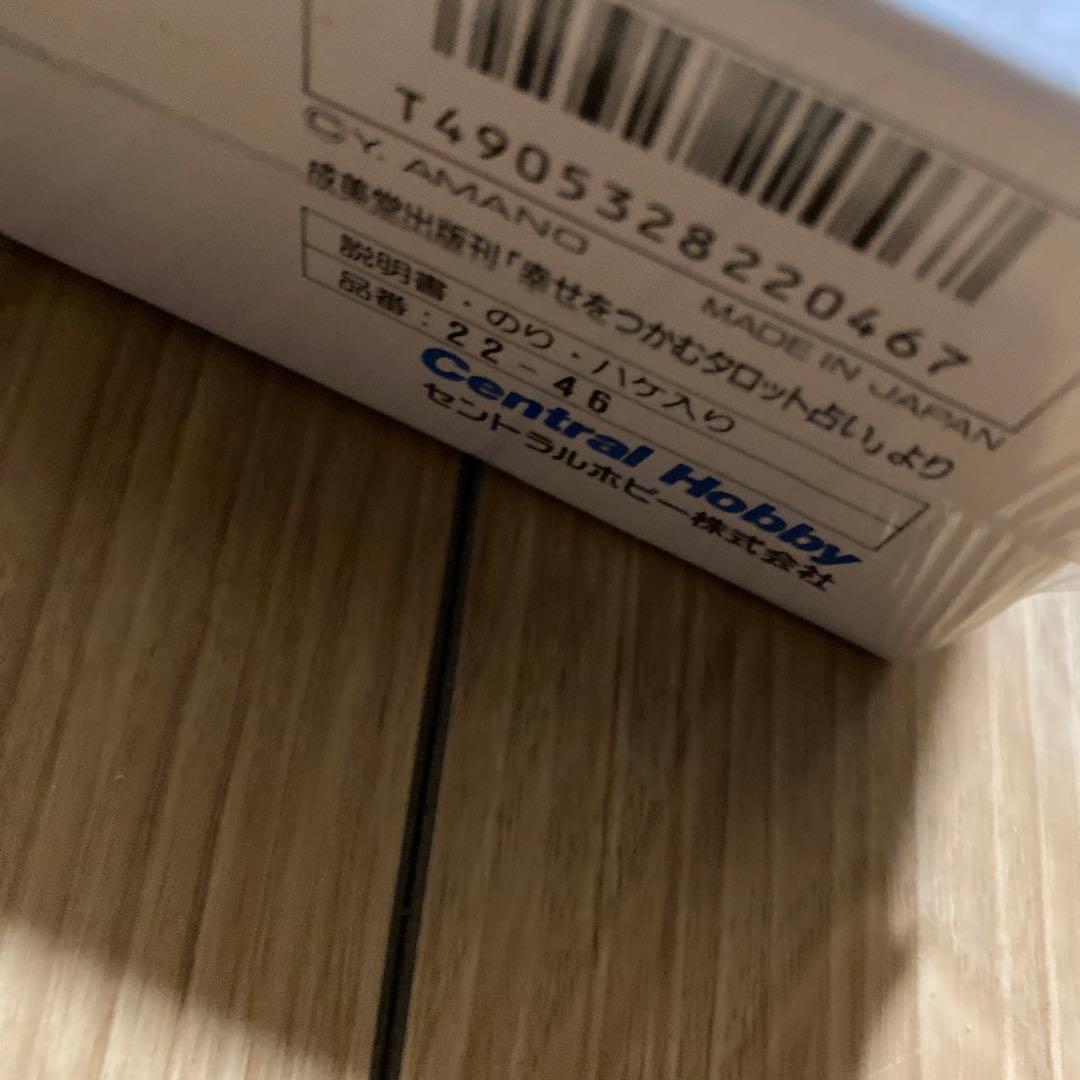 T4905328220467
©Y. AMANO
MADE IN JAPAN
成美堂出版刊「幸せをつかむタロット占い」より
説明書・のり・ハケ入り
品番：22-46
Central Hobby
セントラルホビー株式会社